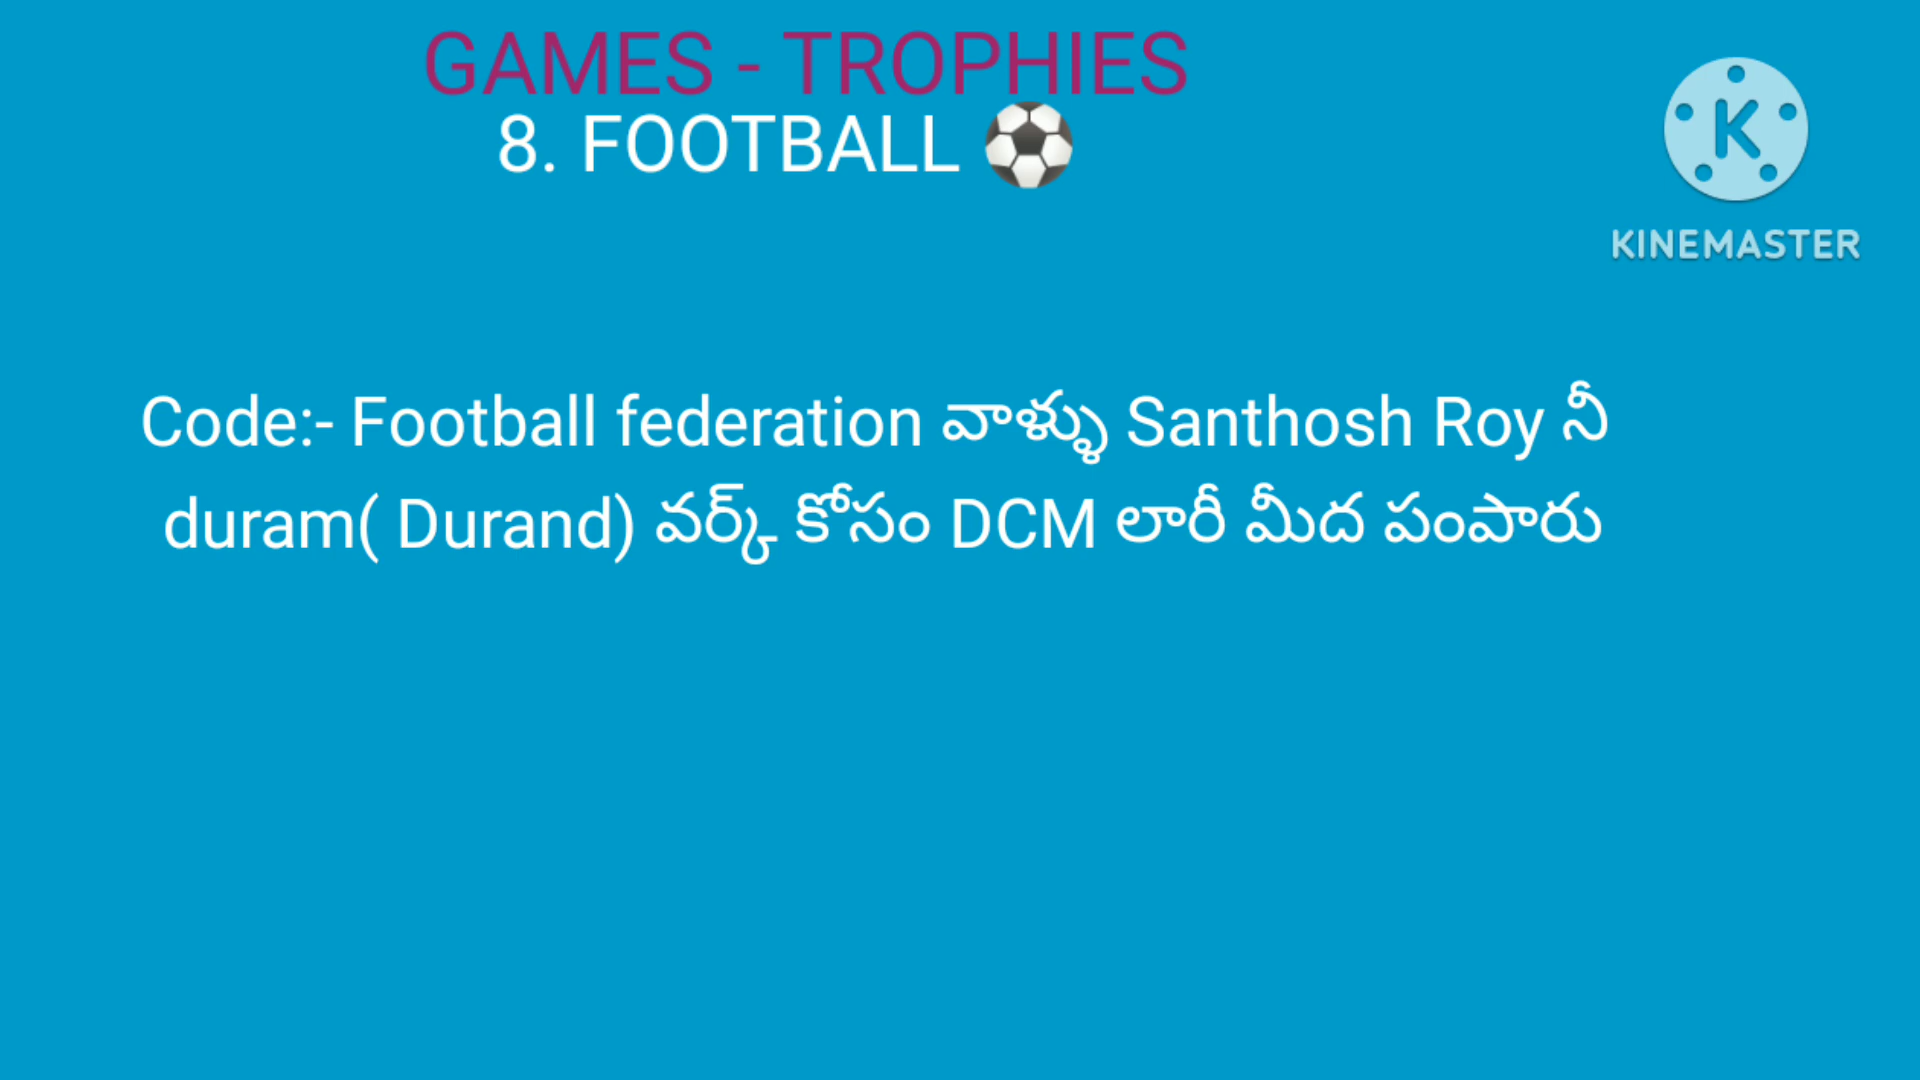 GAMES - TROPHIES
8. FOOTBALL ⚽
KINEMASTER
Code:- Football federation వాళ్ళు Santhosh Roy నీ
duram( Durand) వర్క్ కోసం DCM లారీ మీద పంపారు